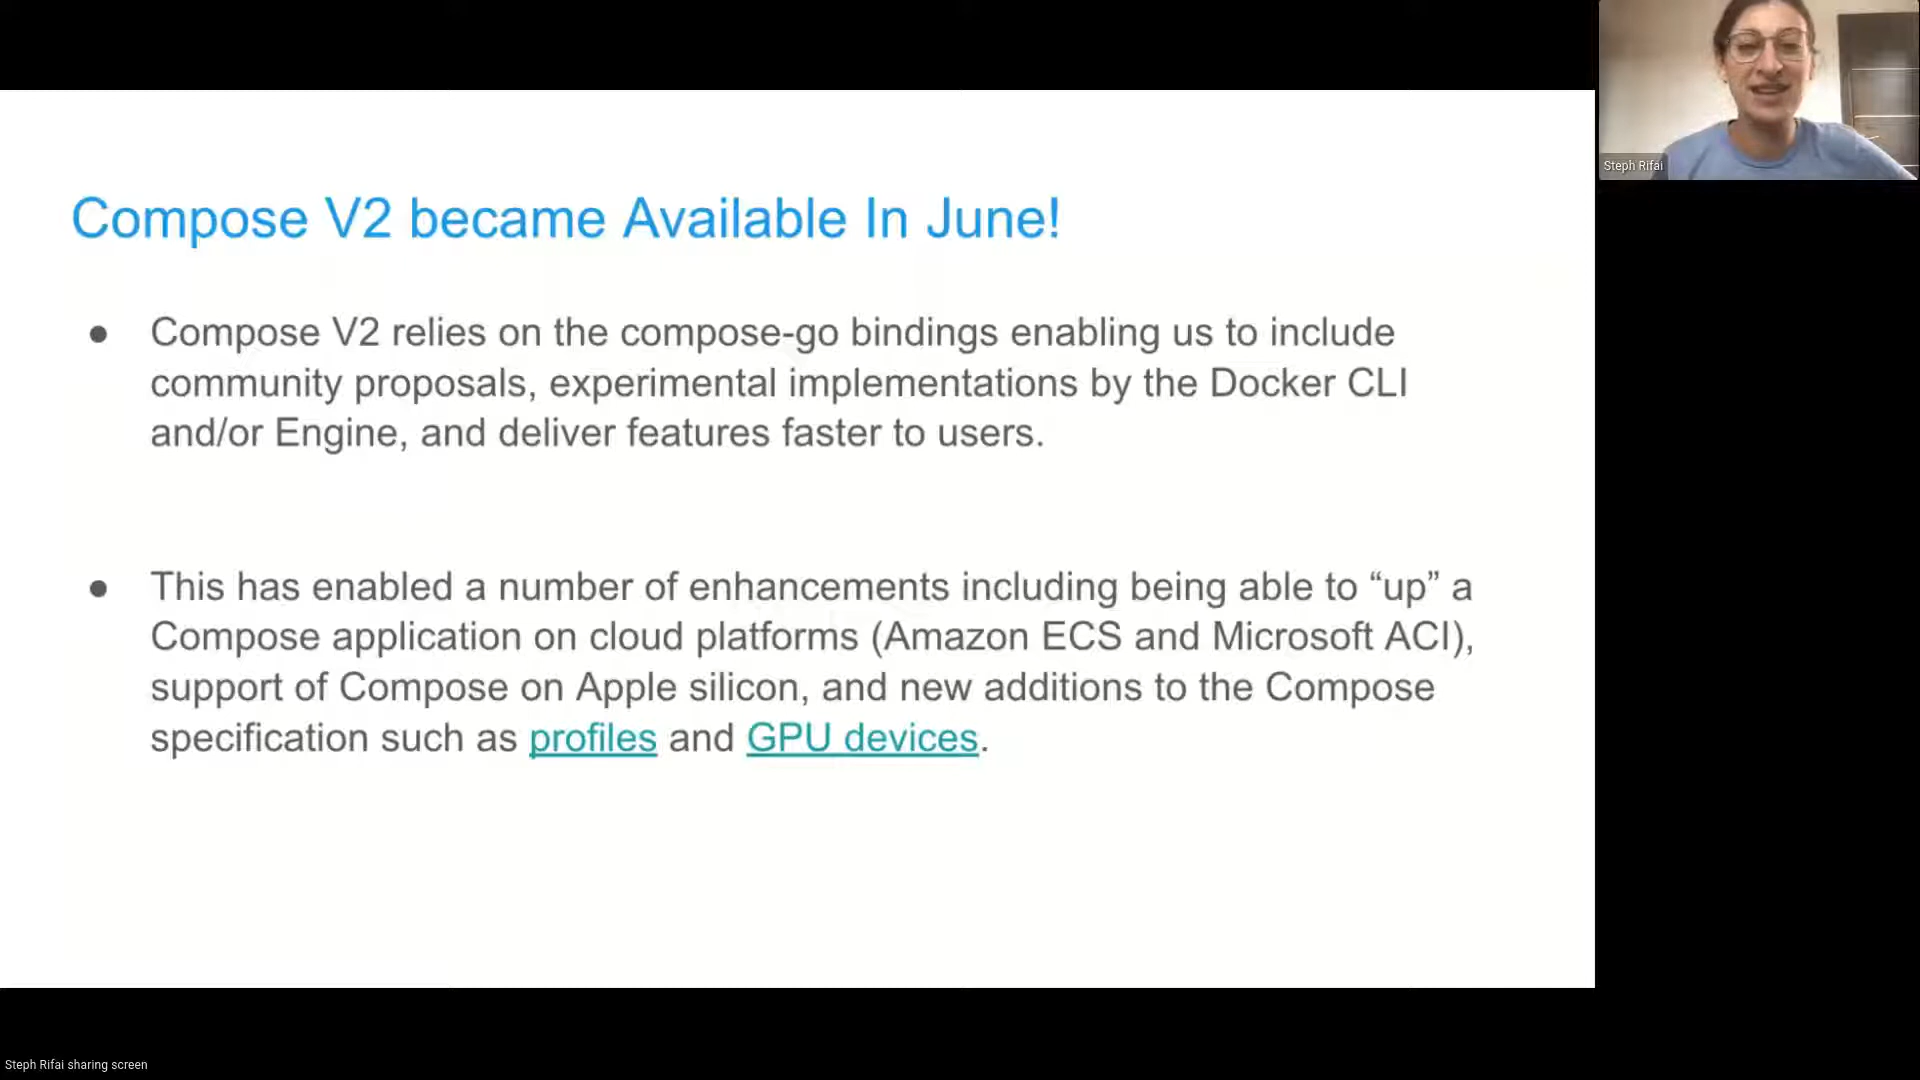 Compose V2 became Available In June!
● Compose V2 relies on the compose-go bindings enabling us to include
community proposals, experimental implementations by the Docker CLI
and/or Engine, and deliver features faster to users.
● This has enabled a number of enhancements including being able to “up” a
Compose application on cloud platforms (Amazon ECS and Microsoft ACI),
support of Compose on Apple silicon, and new additions to the Compose
specification such as profiles and GPU devices.
Steph Rifai
Steph Rifai sharing screen